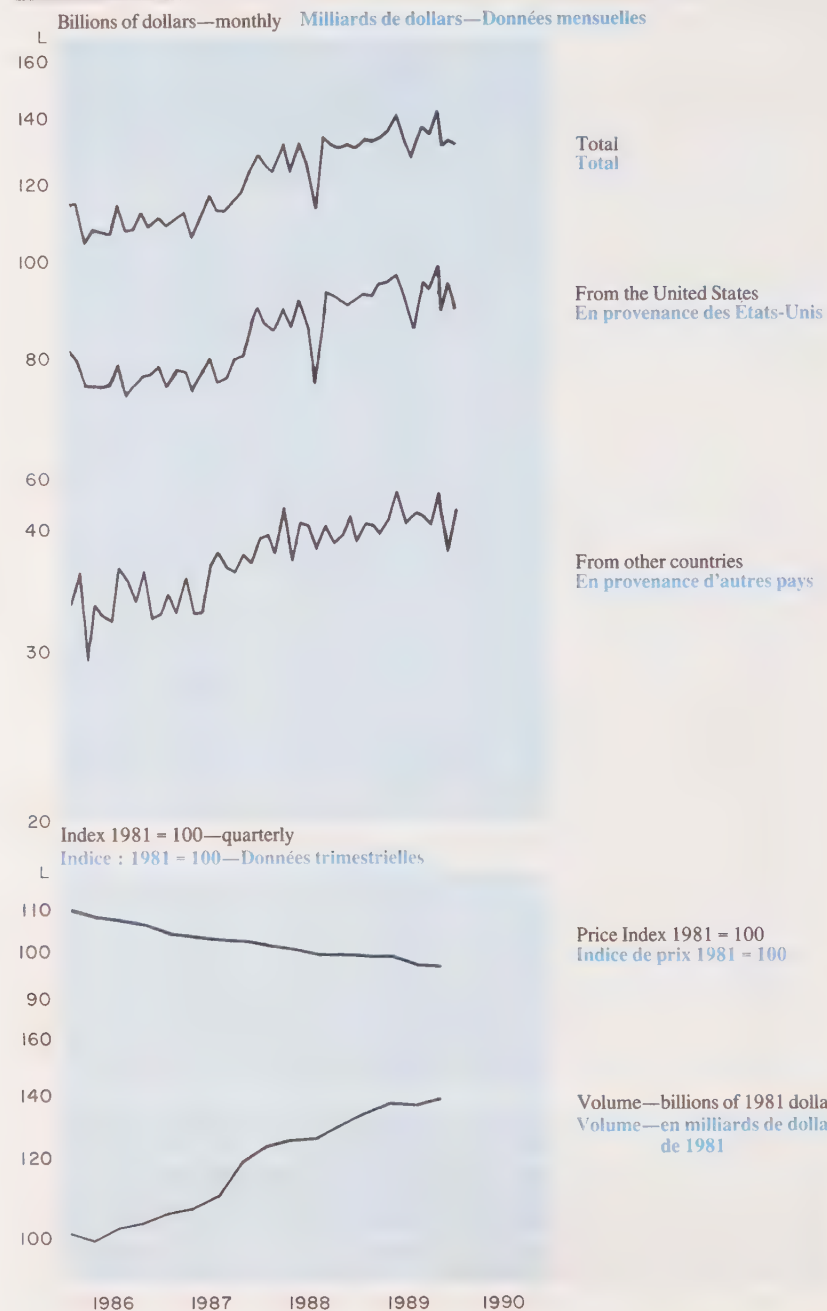 Billions of dollars—monthly Milliards de dollars—Données mensuelles
L
160
140
Total
Total
120
100
From the United States
En provenance des Etats-Unis
80
60
40
From other countries
En provenance d'autres pays
30
20
Index 1981 = 100—quarterly
Indice : 1981 = 100—Données trimestrielles
L
110
Price Index 1981 = 100
Indice de prix 1981 = 100
100
90
160
140
Volume—billions of 1981 dolla
Volume—en milliards de dolla
de 1981
120
100
1986 1987 1988 1989 1990